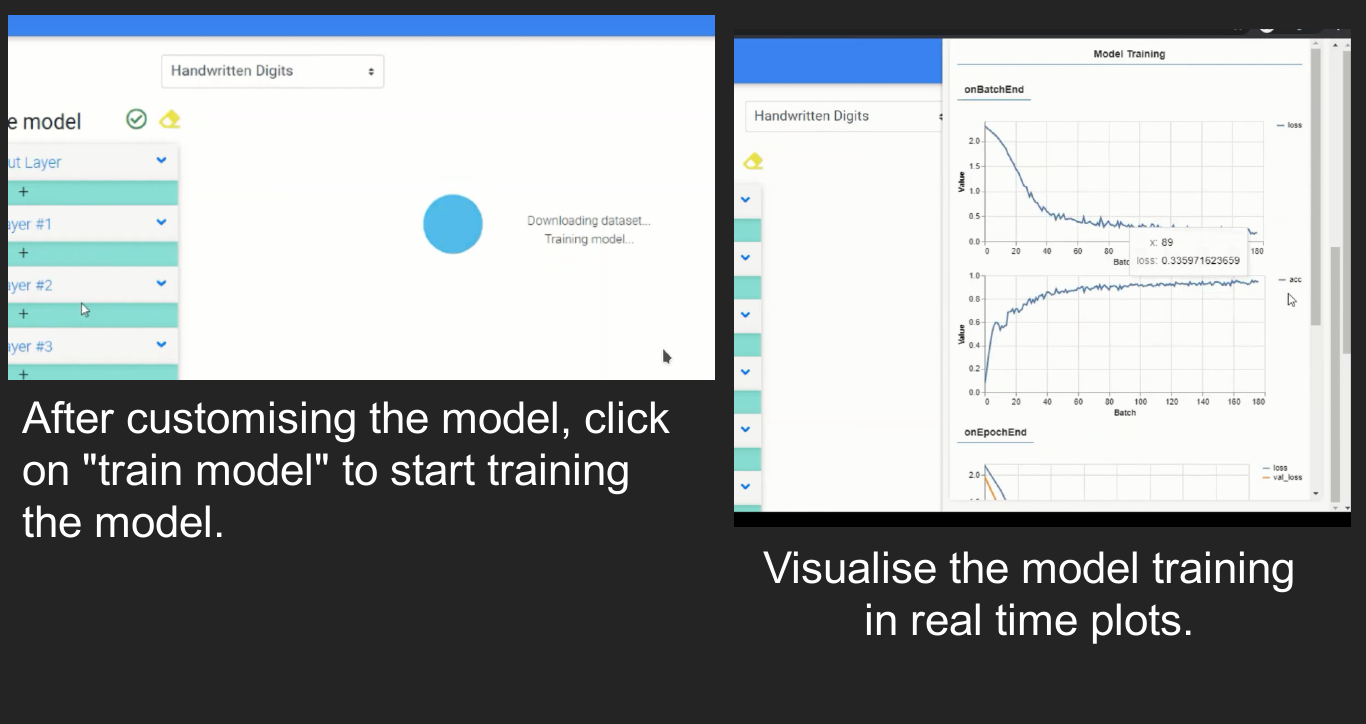 Handwritten Digits
e model
ut Layer
+
ayer #1
+
ayer #2
+
ayer #3
+
Downloading dataset...
Training model...
After customising the model, click
on "train model" to start training
the model.
Handwritten Digits
Model Training
onBatchEnd
loss
Value
2.0
1.5
1.0
0.5
0.0
0 20 40 60 80 180
Batc
x: 89
loss: 0.335971623659
acc
Value
1.0
0.8
0.6
0.4
0.2
0.0
0 20 40 60 80 100 120 140 160 180
Batch
onEpochEnd
loss
val_loss
2.0
Visualise the model training
in real time plots.